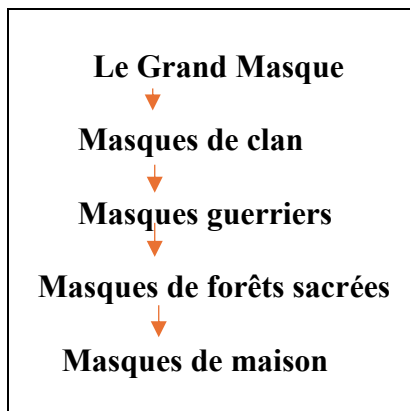 Le Grand Masque
Masques de clan
Masques guerriers
Masques de forêts sacrées
Masques de maison